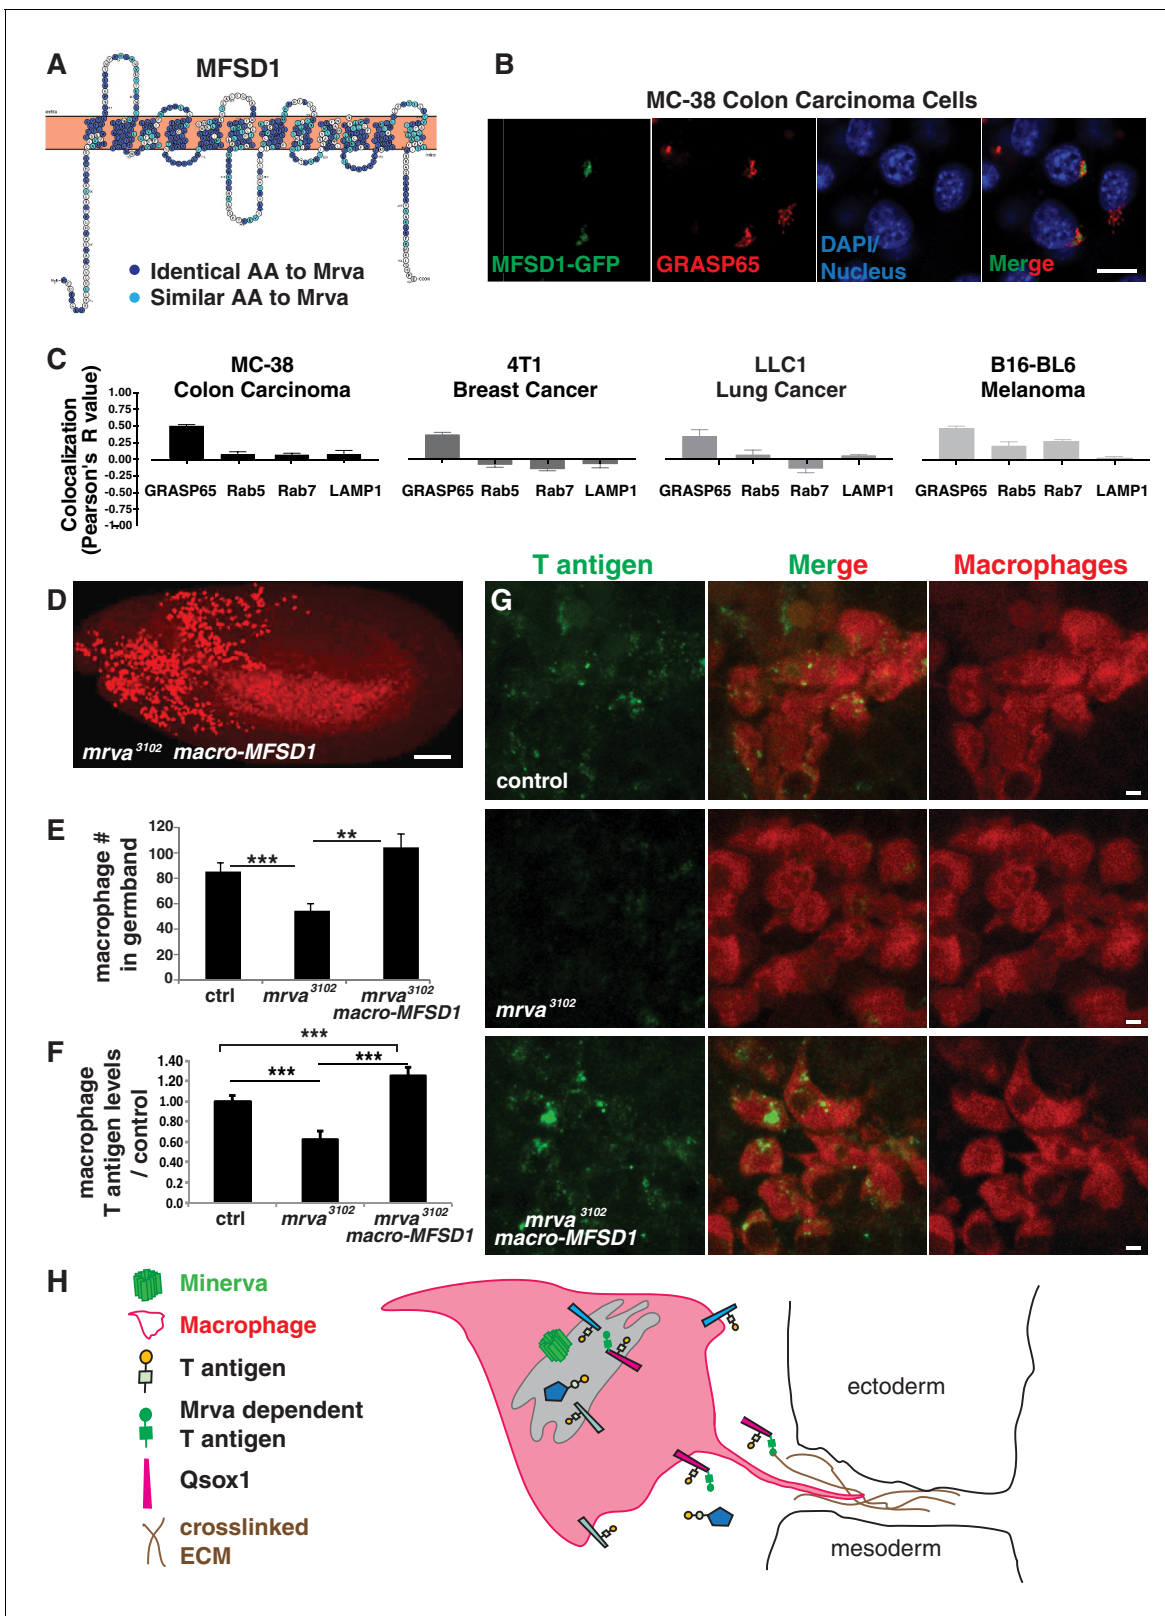 A
MFSD1
extra
intra
Identical AA to Mrva
Similar AA to Mrva
B
MC-38 Colon Carcinoma Cells
MFSD1-GFP
GRASP65
DAPI/
Nucleus
Merge
C
Colocalization
(Pearson's R value)
1.00
0.75
0.50
0.25
0.00
-0.25
-0.50
-0.75
-1.00
MC-38
Colon Carcinoma
GRASP65 Rab5 Rab7 LAMP1
4T1
Breast Cancer
GRASP65 Rab5 Rab7 LAMP1
LLC1
Lung Cancer
GRASP65 Rab5 Rab7 LAMP1
B16-BL6
Melanoma
GRASP65 Rab5 Rab7 LAMP1
D
mrva3102 macro-MFSD1
E
macrophage #
in germband
120
100
80
60
40
20
0
***
**
ctrl
mrva3102
mrva3102
macro-MFSD1
F
macrophage
T antigen levels
/ control
1.40
1.20
1.00
0.80
0.60
0.40
0.20
0.0
***
***
***
ctrl
mrva3102
mrva3102
macro-MFSD1
T antigen
Merge
Macrophages
G
control
mrva3102
mrva3102
macro-MFSD1
H
Minerva
Macrophage
T antigen
Mrva dependent
T antigen
Qsox1
crosslinked
ECM
ectoderm
mesoderm